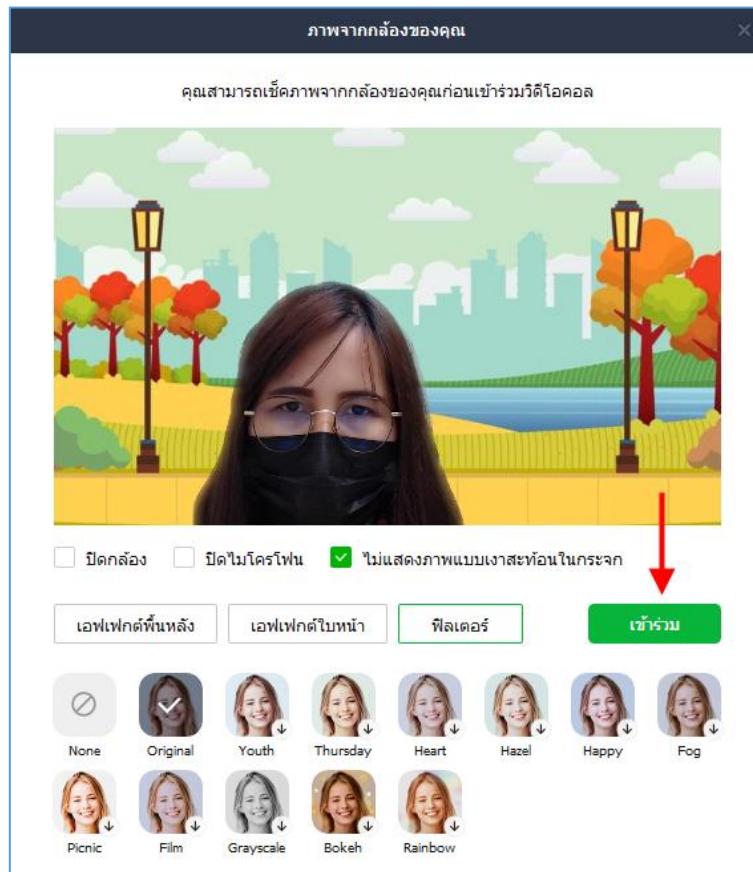 ภาพจากกล้องของคุณ
คุณสามารถเช็คภาพจากกล้องของคุณก่อนเข้าร่วมวิดีโอคอล
ปิดกล้อง ปิดไมโครโฟน ไม่แสดงภาพแบบเงาสะท้อนในกระจก
เอฟเฟกต์พื้นหลัง เอฟเฟกต์ใบหน้า ฟิลเตอร์ เข้าร่วม
None Original Youth Thursday Heart Hazel Happy Fog
Picnic Film Grayscale Bokeh Rainbow